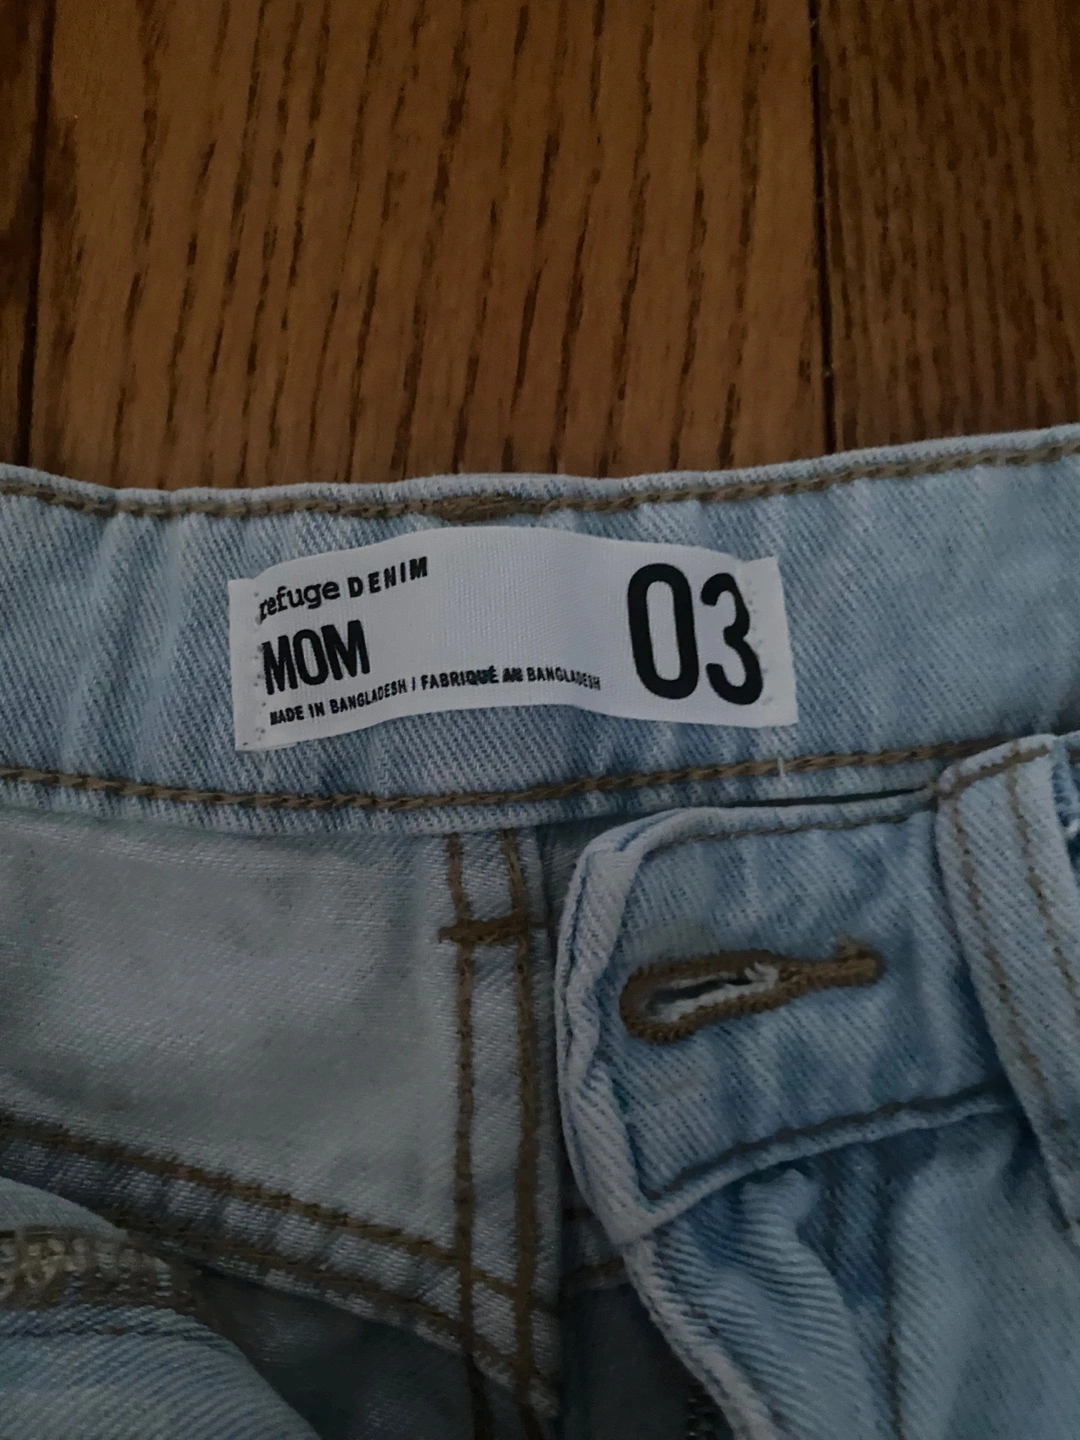 refuge DENIM
MOM
MADE IN BANGLADESH / FABRIQUÉ AU BANGLADESH
03